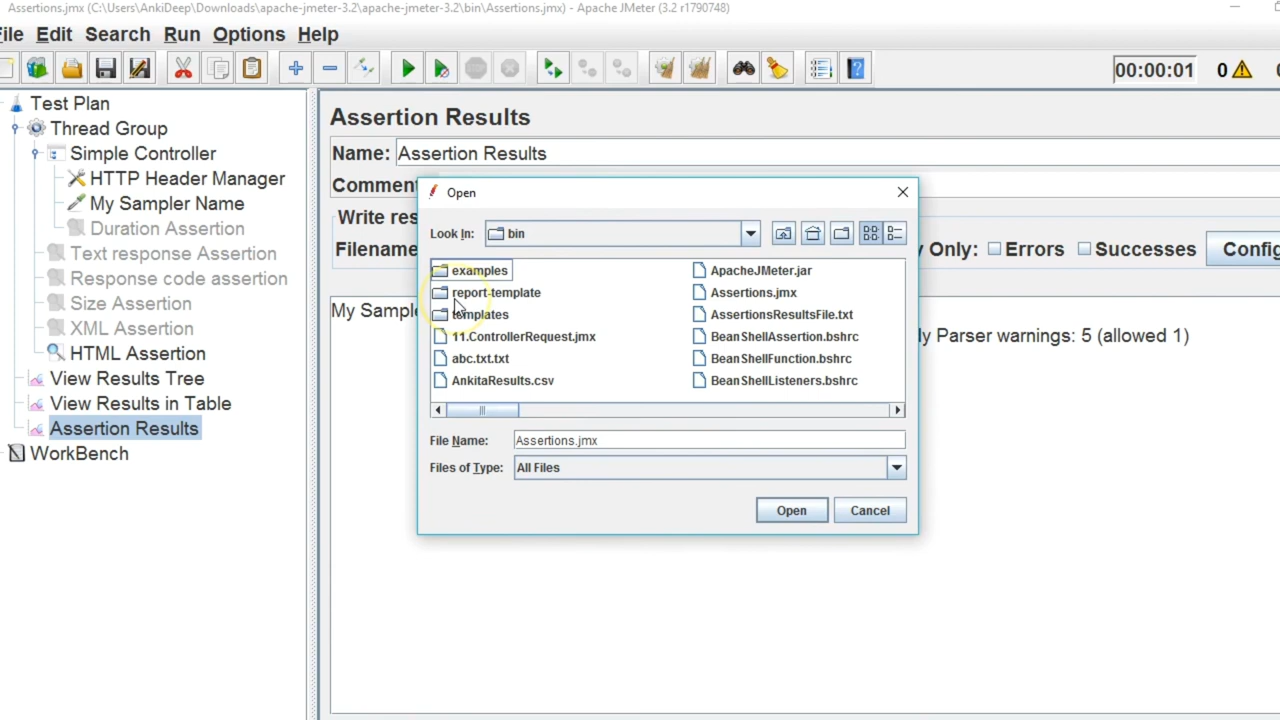 Assertions.jmx (C:\Users\AnkiDeep\Downloads\apache-jmeter-3.2\apache-jmeter-3.2\bin\Assertions.jmx) - Apache JMeter (3.2 r1790748)
ile Edit Search Run Options Help
00:00:01 0
Test Plan
Thread Group
Simple Controller
HTTP Header Manager
My Sampler Name
Duration Assertion
Text response Assertion
Response code assertion
Size Assertion
XML Assertion
HTML Assertion
View Results Tree
View Results in Table
Assertion Results
WorkBench
Assertion Results
Name: Assertion Results
Comment
Write res
Filename
y Only: Errors Successes Config
My Sample
ly Parser warnings: 5 (allowed 1)
Open
Look In: bin
examples
report-template
templates
11.ControllerRequest.jmx
abc.txt.txt
AnkitaResults.csv
ApacheJMeter.jar
Assertions.jmx
AssertionsResultsFile.txt
BeanShellAssertion.bshrc
BeanShellFunction.bshrc
BeanShellListeners.bshrc
File Name: Assertions.jmx
Files of Type: All Files
Open Cancel